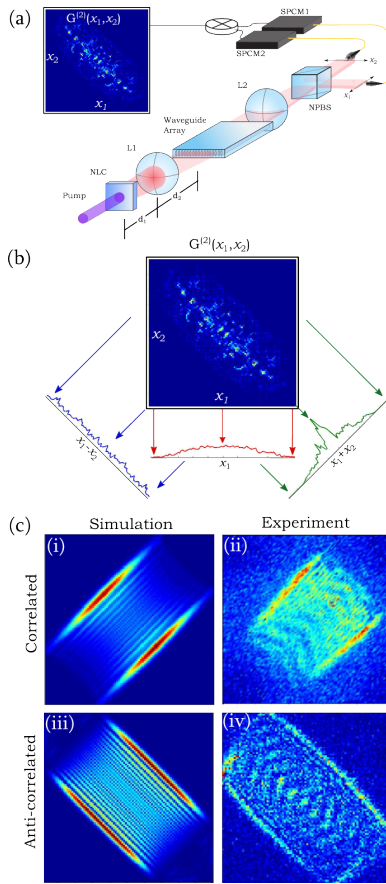 (a)
G⁽²⁾(x₁,x₂)
x₂
x₁
SPCM1
SPCM2
x₂
L2
x₁
NPBS
Waveguide
Array
L1
NLC
Pump
d₂
d₁
(b)
G⁽²⁾(x₁,x₂)
x₂
x₁
x₁-x₂
x₁
x₁+x₂
(c)
Simulation
Experiment
Correlated
(i)
(ii)
Anti-correlated
(iii)
(iv)